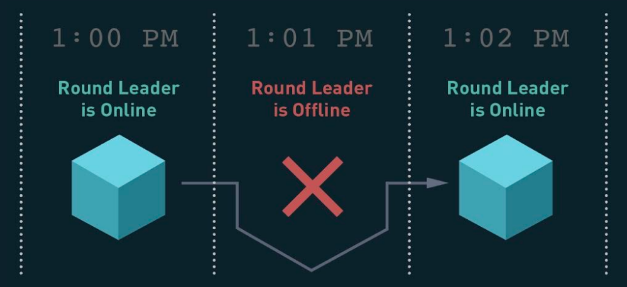 1:00 PM
1:01 PM
1:02 PM
Round Leader
is Online
Round Leader
is Offline
Round Leader
is Online